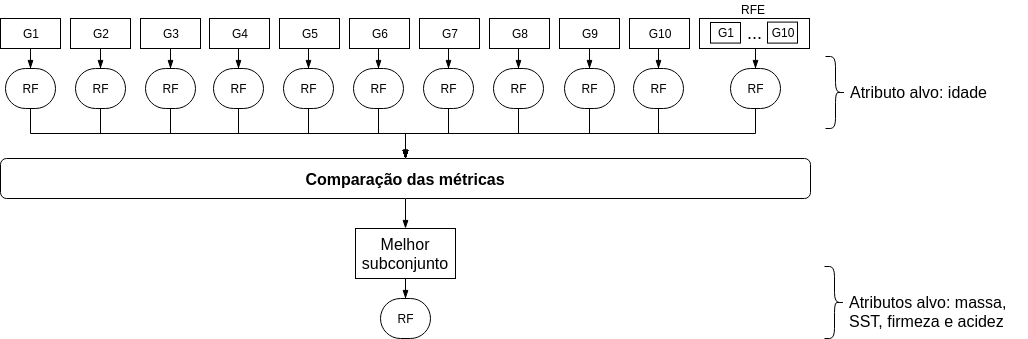 RFE
G1 G2 G3 G4 G5 G6 G7 G8 G9 G10 G1 ... G10
RF RF RF RF RF RF RF RF RF RF RF
Atributo alvo: idade
Comparação das métricas
Melhor
subconjunto
RF
Atributos alvo: massa,
SST, firmeza e acidez